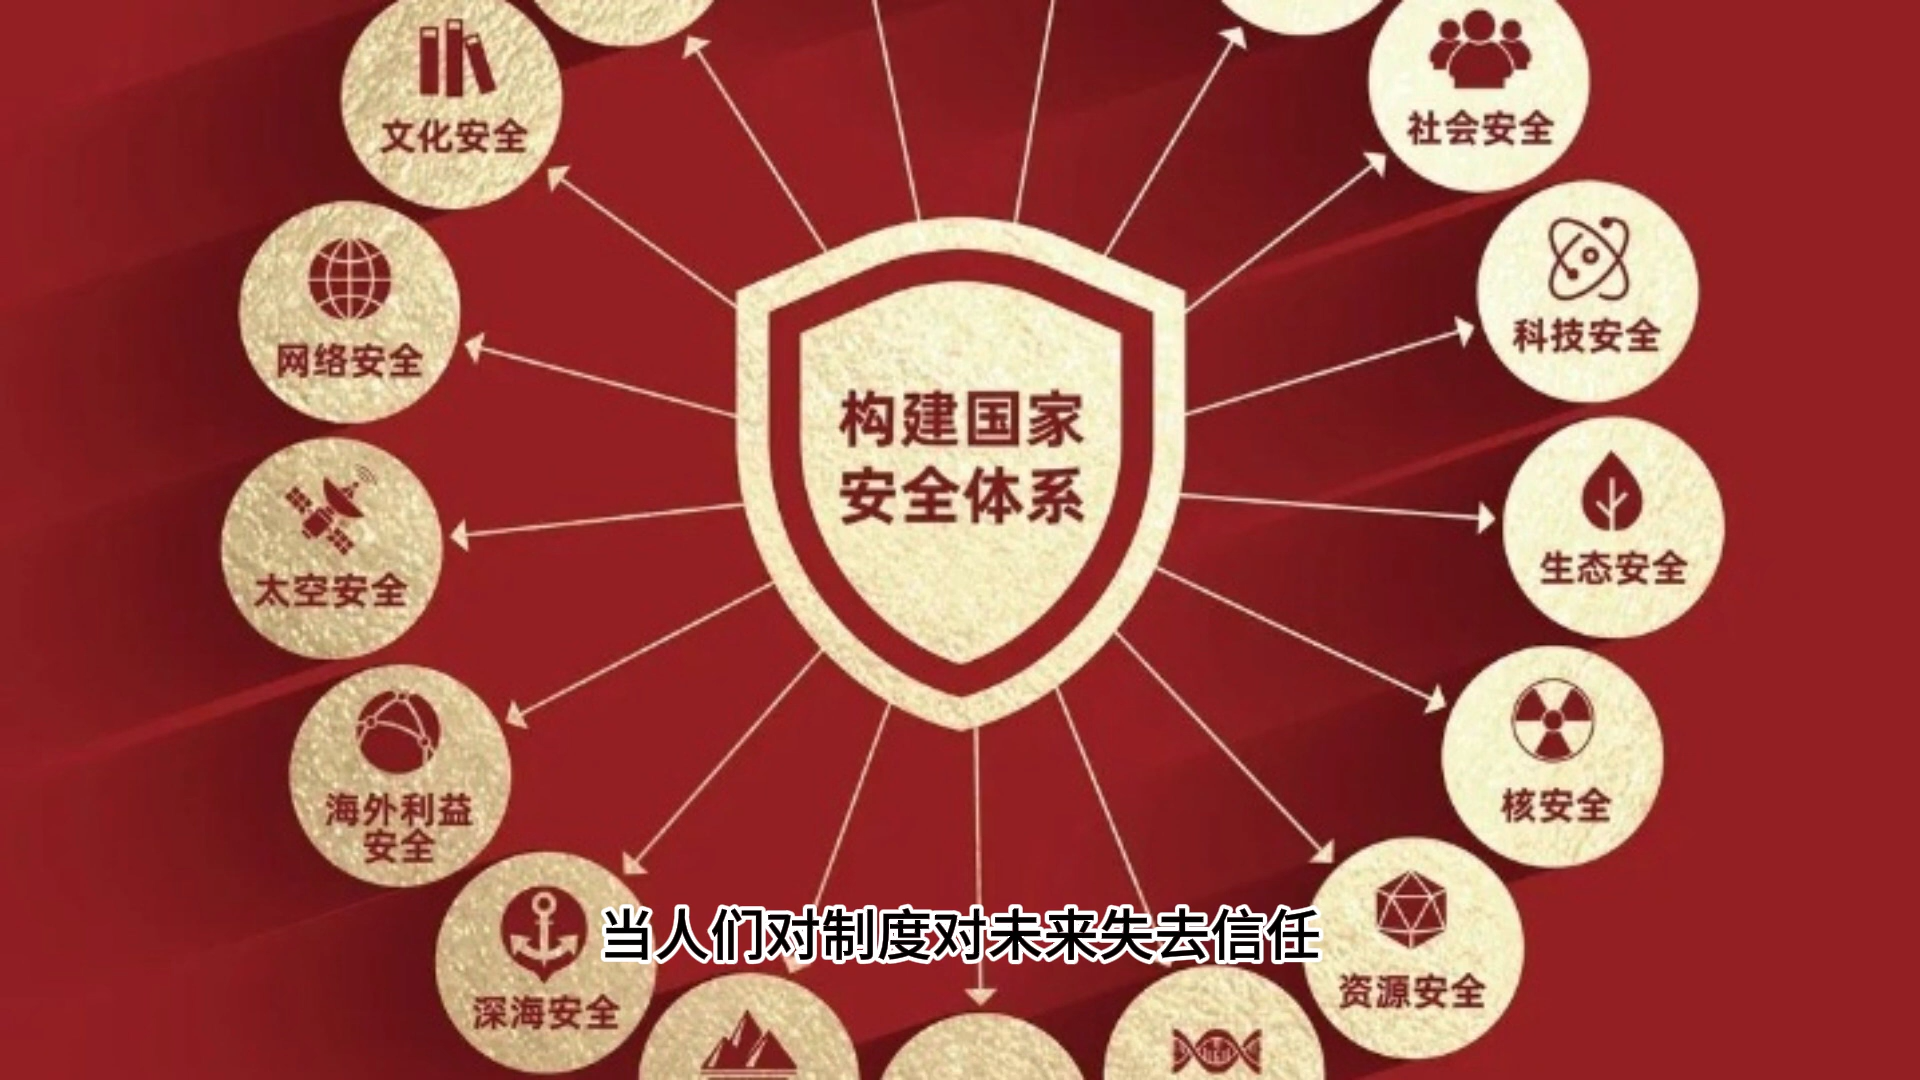 文化安全
社会安全
网络安全
科技安全
构建国家
安全体系
太空安全
生态安全
海外利益
安全
核安全
当人们对制度对未来失去信任
深海安全
资源安全